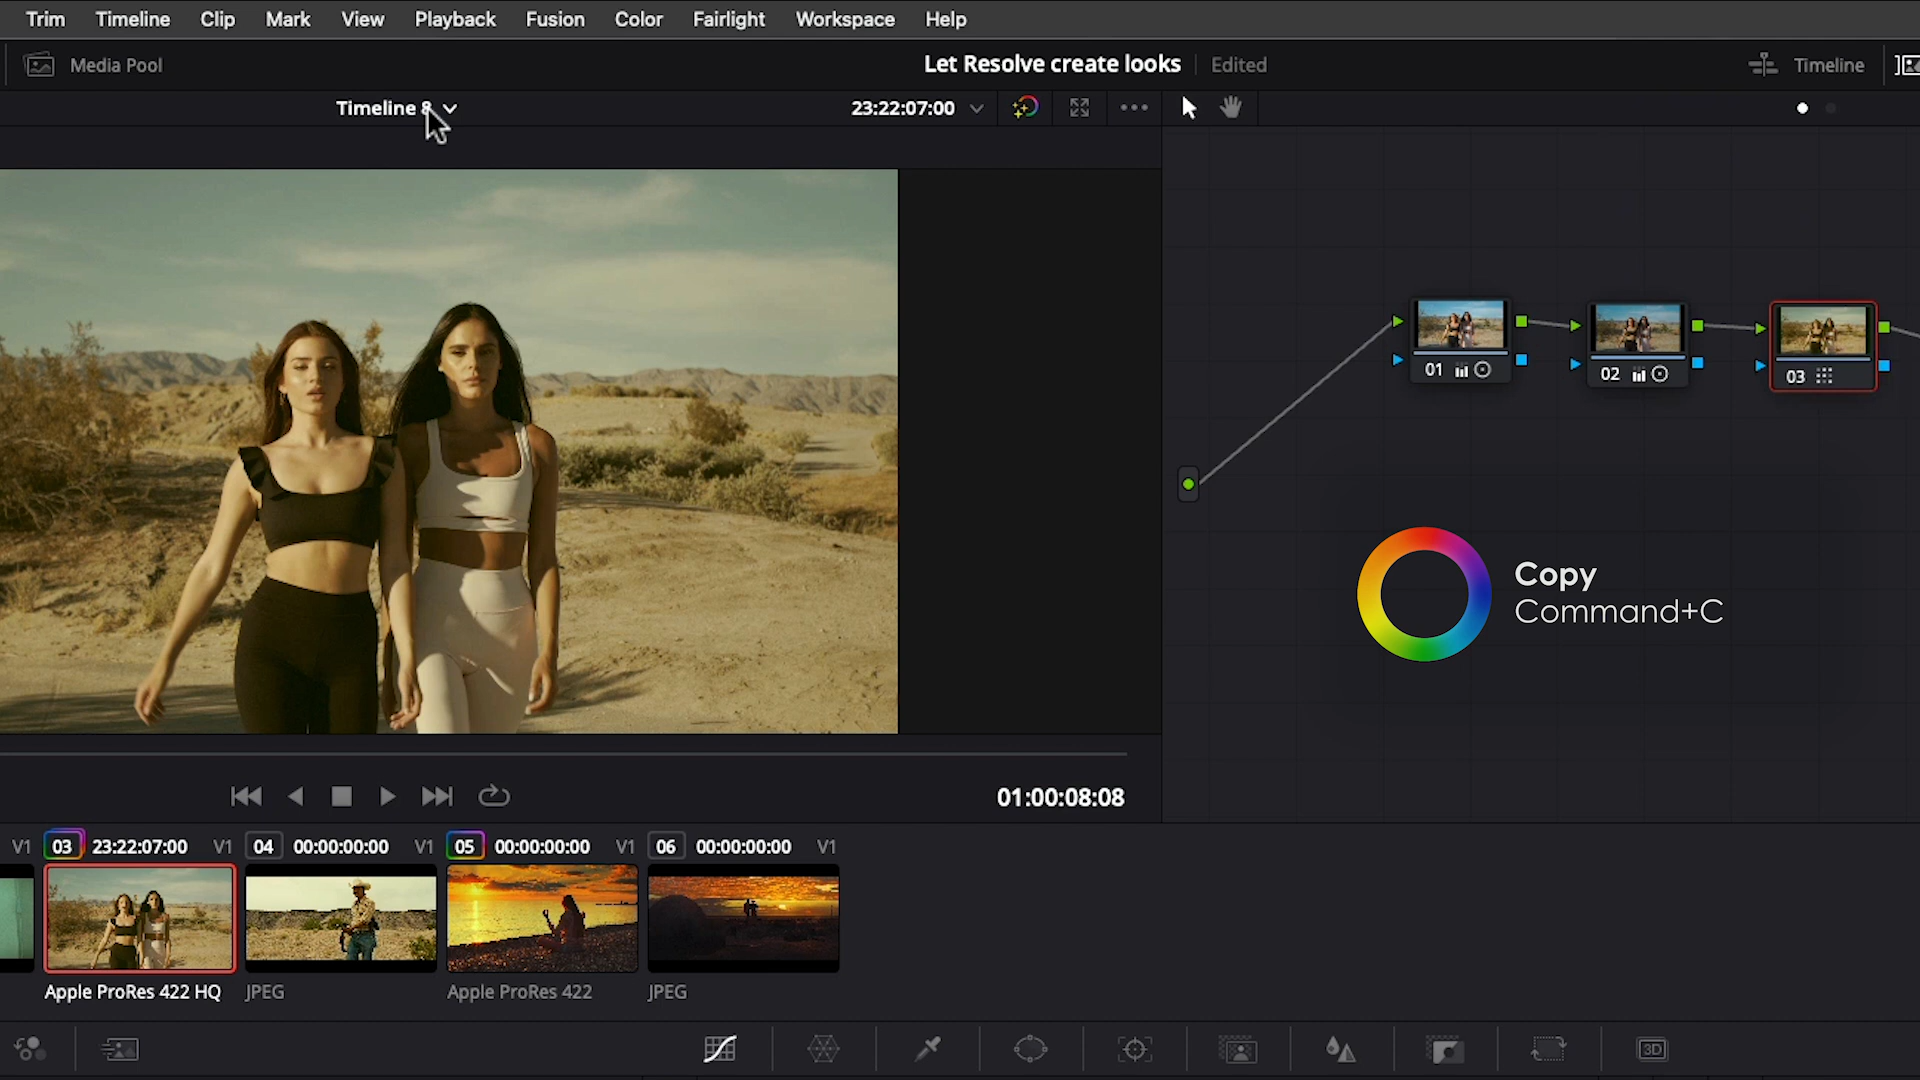 Trim Timeline Clip Mark View Playback Fusion Color Fairlight Workspace Help
Media Pool Let Resolve create looks Edited Timeline
Timeline 8 23:22:07:00
01 02 03
Copy
Command+C
01:00:08:08
V1 03 23:22:07:00 V1 04 00:00:00:00 V1 05 00:00:00:00 V1 06 00:00:00:00 V1
Apple ProRes 422 HQ JPEG Apple ProRes 422 JPEG
3D